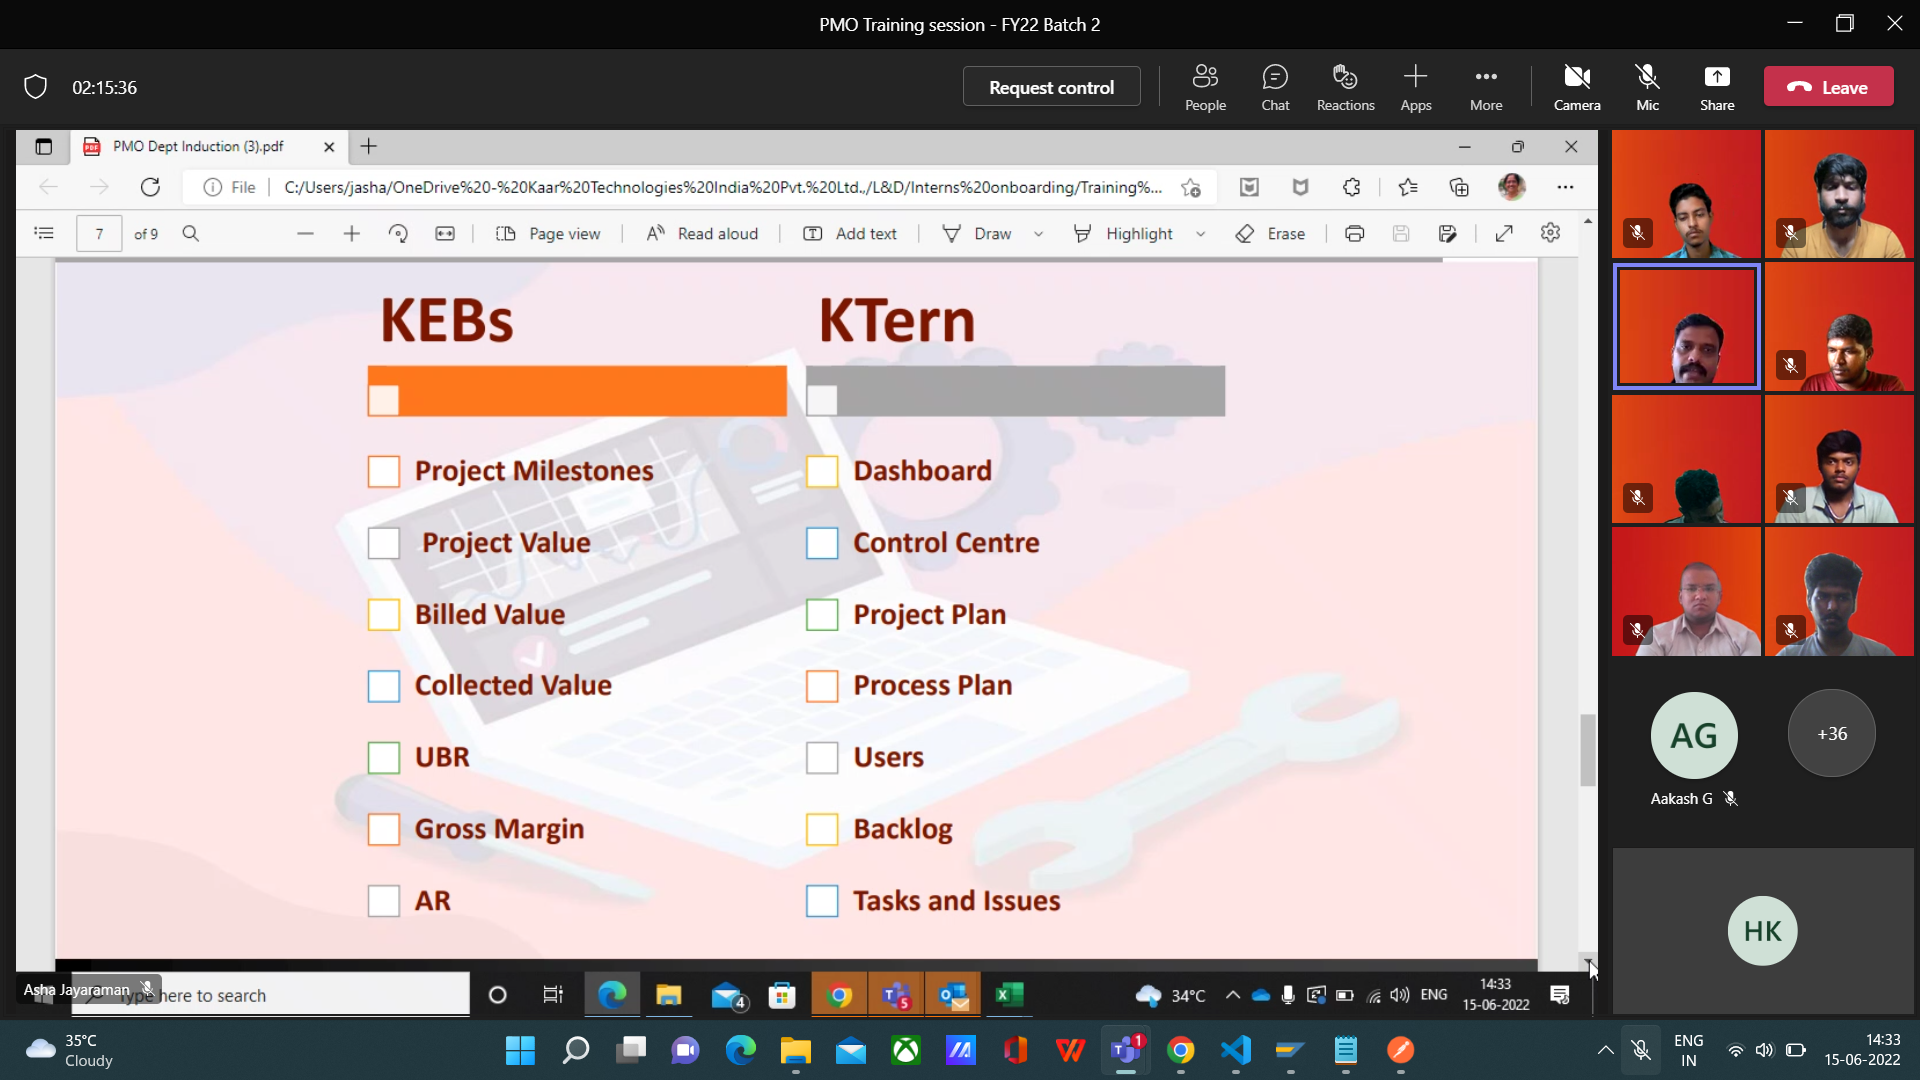 PMO Training session - FY22 Batch 2
02:15:36
Request control
People
Chat
Reactions
Apps
More
Camera
Mic
Share
Leave
PMO Dept Induction (3).pdf
File
C:/Users/jasha/OneDrive%20-%20Kaar%20Technologies%20India%20Pvt.%20Ltd../L&D/Interns%20onboarding/Training%...
7
of 9
Page view
Read aloud
Add text
Draw
Highlight
Erase
KEBs
KTern
Project Milestones
Dashboard
Project Value
Control Centre
Billed Value
Project Plan
Collected Value
Process Plan
UBR
Users
Gross Margin
Backlog
AR
Tasks and Issues
AG
+36
Aakash G
HK
Asha Jayaraman
here to search
4
5
34°C
ENG
14:33
15-06-2022
35°C
Cloudy
1
ENG
IN
14:33
15-06-2022